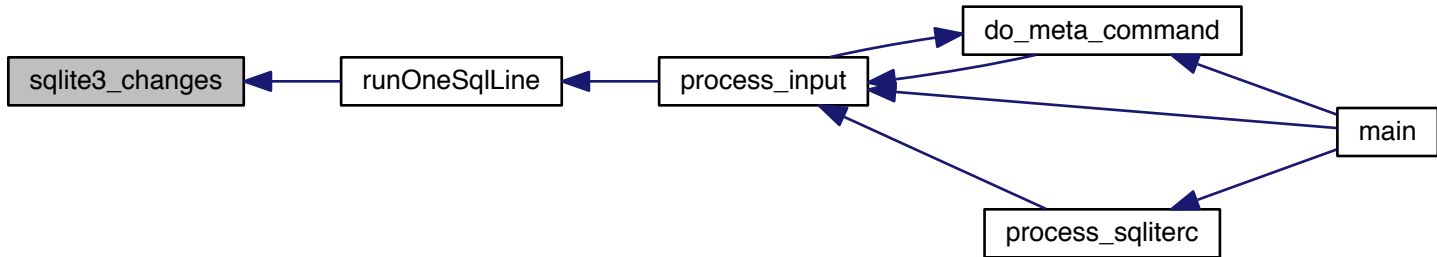 sqlite3_changes
runOneSqlLine
process_input
do_meta_command
main
process_sqliterc